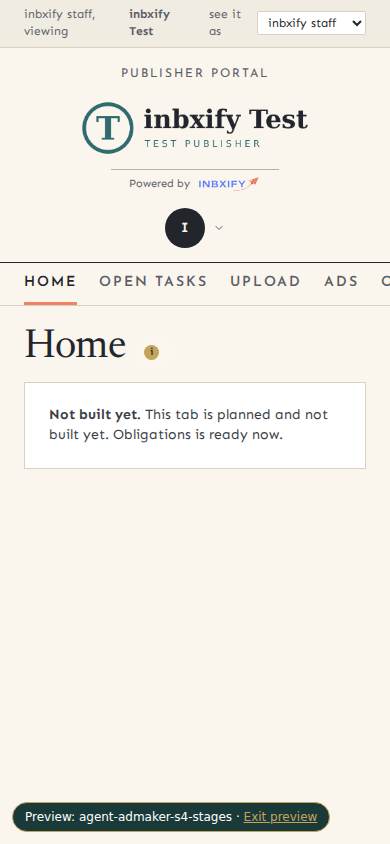 inbxify staff, viewing
inbxify Test
see it as
inbxify staff
PUBLISHER PORTAL
T
inbxify Test
TEST PUBLISHER
Powered by INBXIFY
I
HOME OPEN TASKS UPLOAD ADS
Home i
Not built yet. This tab is planned and not
built yet. Obligations is ready now.
Preview: agent-admaker-s4-stages · Exit preview